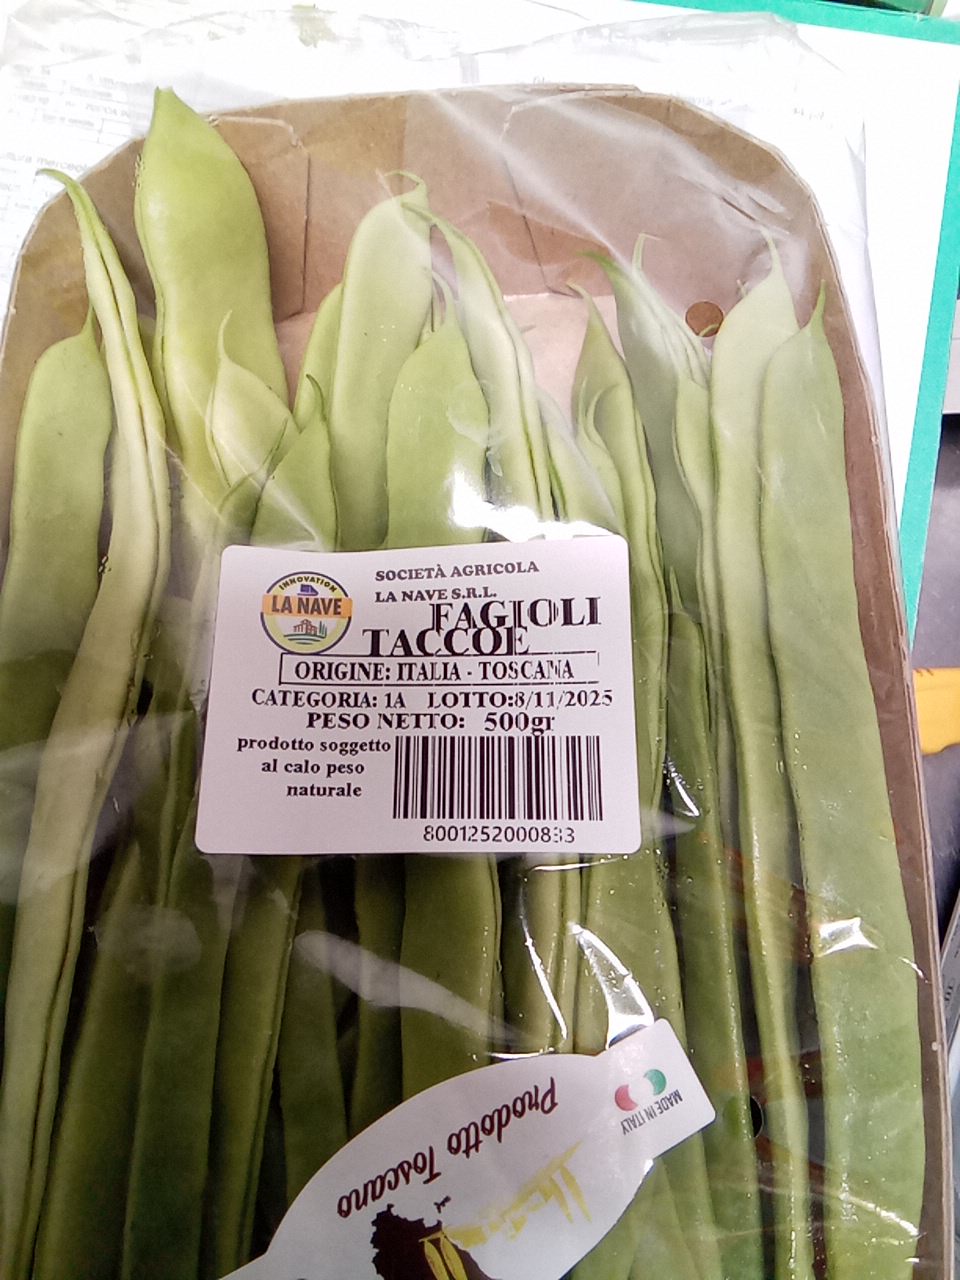 INNOVATION
LA NAVE
SOCIETÀ AGRICOLA
LA NAVE S.R.L.
FAGIOLI
TACCOE
ORIGINE: ITALIA - TOSCANA
CATEGORIA: 1A LOTTO:8/11/2025
PESO NETTO: 500gr
prodotto soggetto
al calo peso
naturale
8001252000833
MADE IN ITALY
Prodotto Toscano